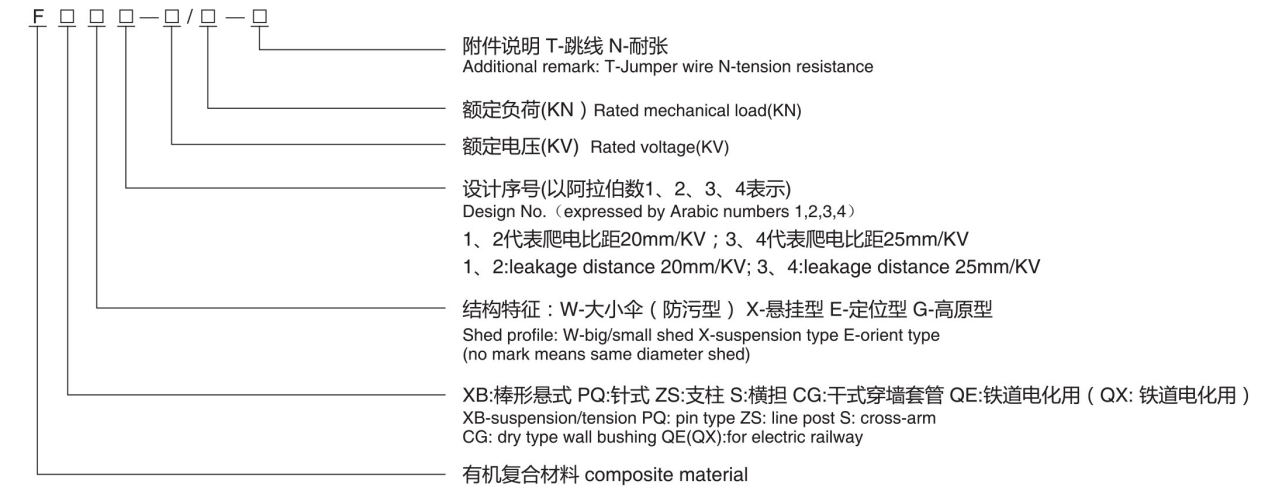 F□□□—□/□—□
附件说明 T-跳线 N-耐张
Additional remark: T-Jumper wire N-tension resistance
额定负荷(KN ) Rated mechanical load(KN)
额定电压(KV) Rated voltage(KV)
设计序号(以阿拉伯数1、2、3、4表示)
Design No.（expressed by Arabic numbers 1,2,3,4）
1、2代表爬电比距20mm/KV；3、4代表爬电比距25mm/KV
1、2:leakage distance 20mm/KV; 3、4:leakage distance 25mm/KV
结构特征：W-大小伞（防污型） X-悬挂型 E-定位型 G-高原型
Shed profile: W-big/small shed X-suspension type E-orient type
(no mark means same diameter shed)
XB:棒形悬式 PQ:针式 ZS:支柱 S:横担 CG:干式穿墙套管 QE:铁道电化用（QX: 铁道电化用）
XB-suspension/tension PQ: pin type ZS: line post S: cross-arm
CG: dry type wall bushing QE(QX):for electric railway
有机复合材料 composite material